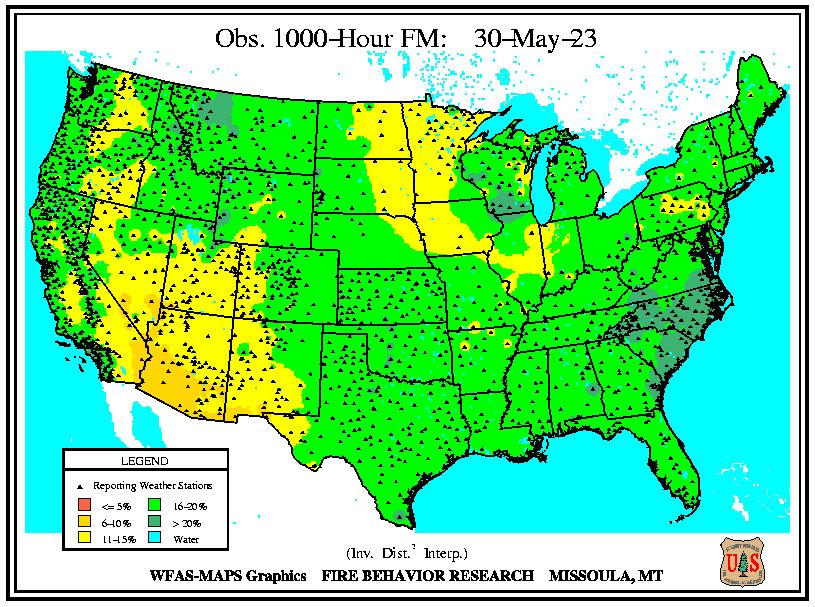 Obs. 1000-Hour FM: 30-May-23
LEGEND
Reporting Weather Stations
<= 5% 16-20%
6-10% > 20%
11-15% Water
(Inv. Dist.² Interp.)
WFAS-MAPS Graphics FIRE BEHAVIOR RESEARCH MISSOULA, MT
U S